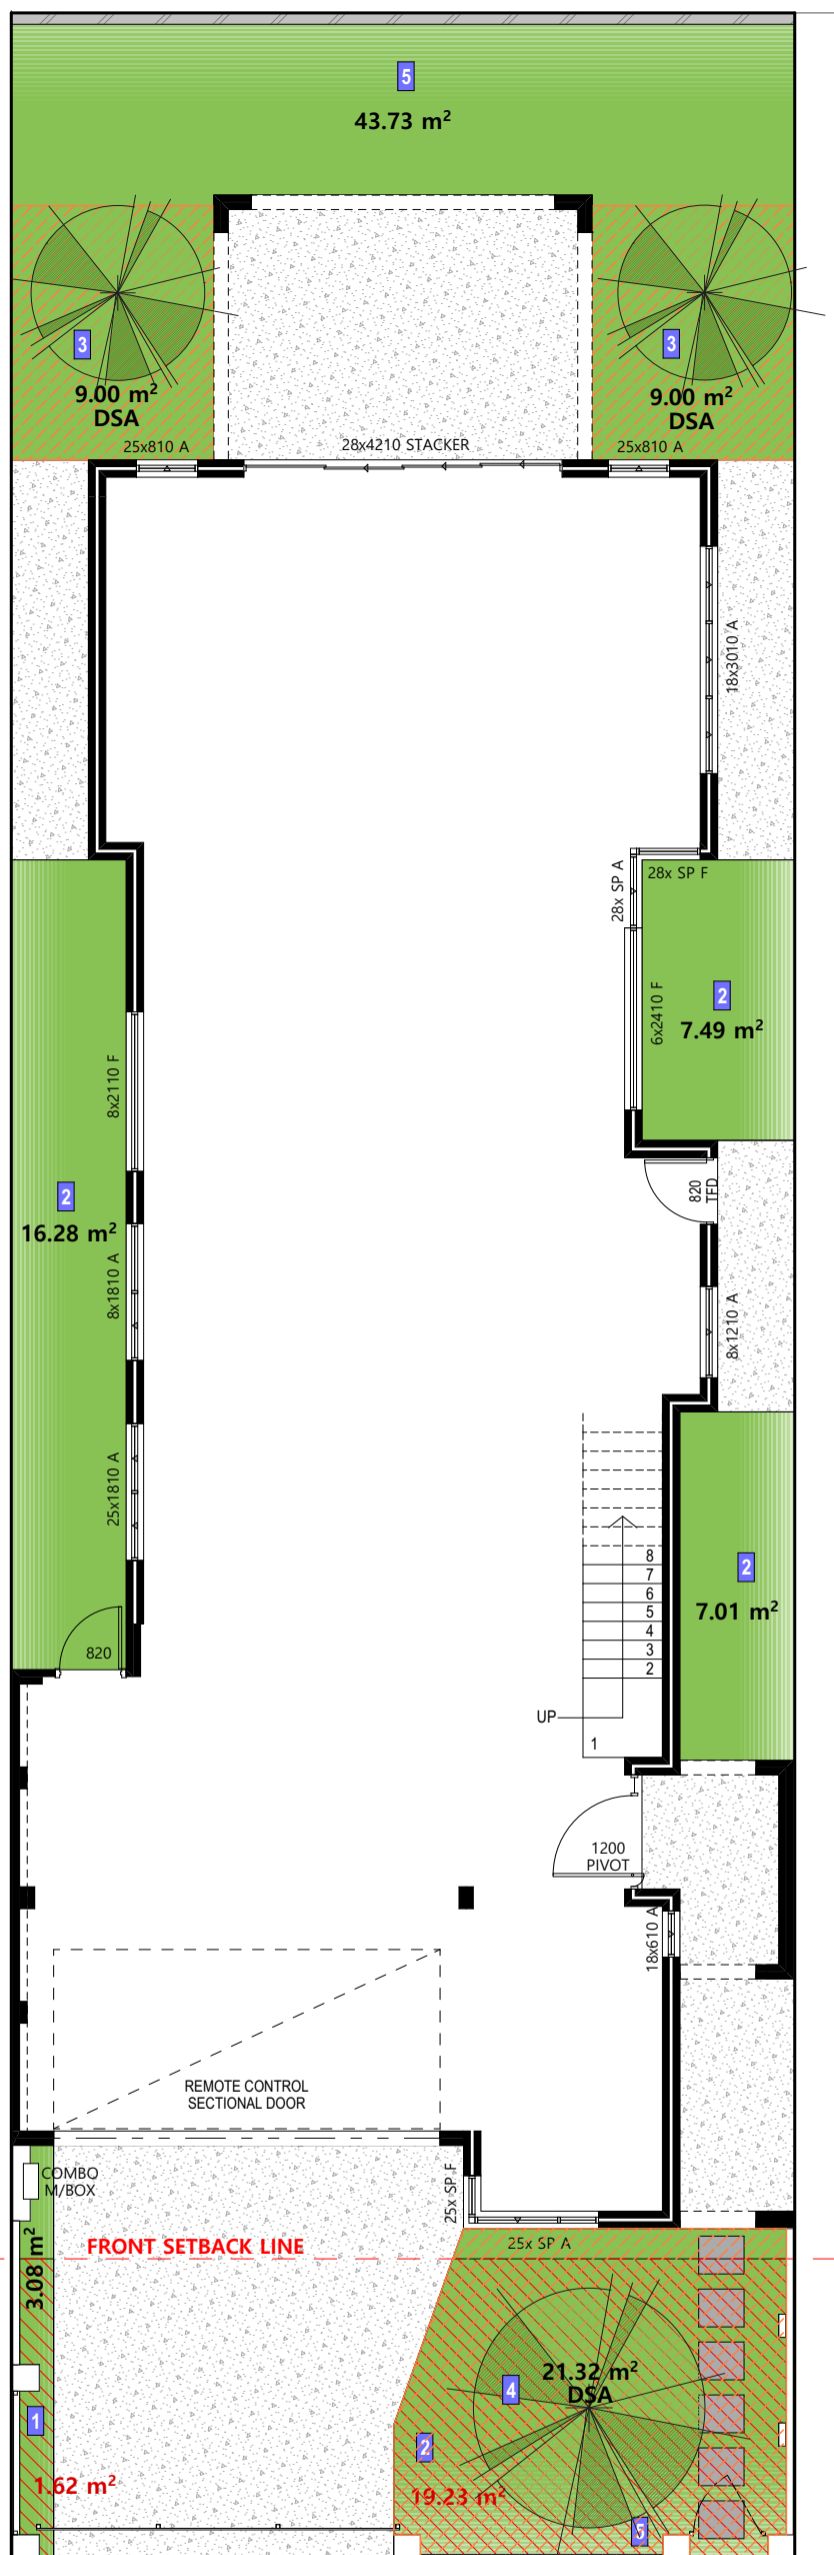 5
43.73 m²
3
9.00 m²
DSA
3
9.00 m²
DSA
25x810 A
28x4210 STACKER
25x810 A
18x3010 A
28x SP A
28x SP F
2
7.49 m²
6x2410 F
8x2110 F
820
TFD
2
16.28 m²
8x1810 A
8x1210 A
25x1810 A
8
7
6
5
4
3
2
UP
1
2
7.01 m²
820
1200
PIVOT
18x610 A
REMOTE CONTROL
SECTIONAL DOOR
COMBO
M/BOX
25x SP F
3.08 m²
FRONT SETBACK LINE
25x SP A
21.32 m²
DSA
4
1
2
1.62 m²
19.23 m²
5